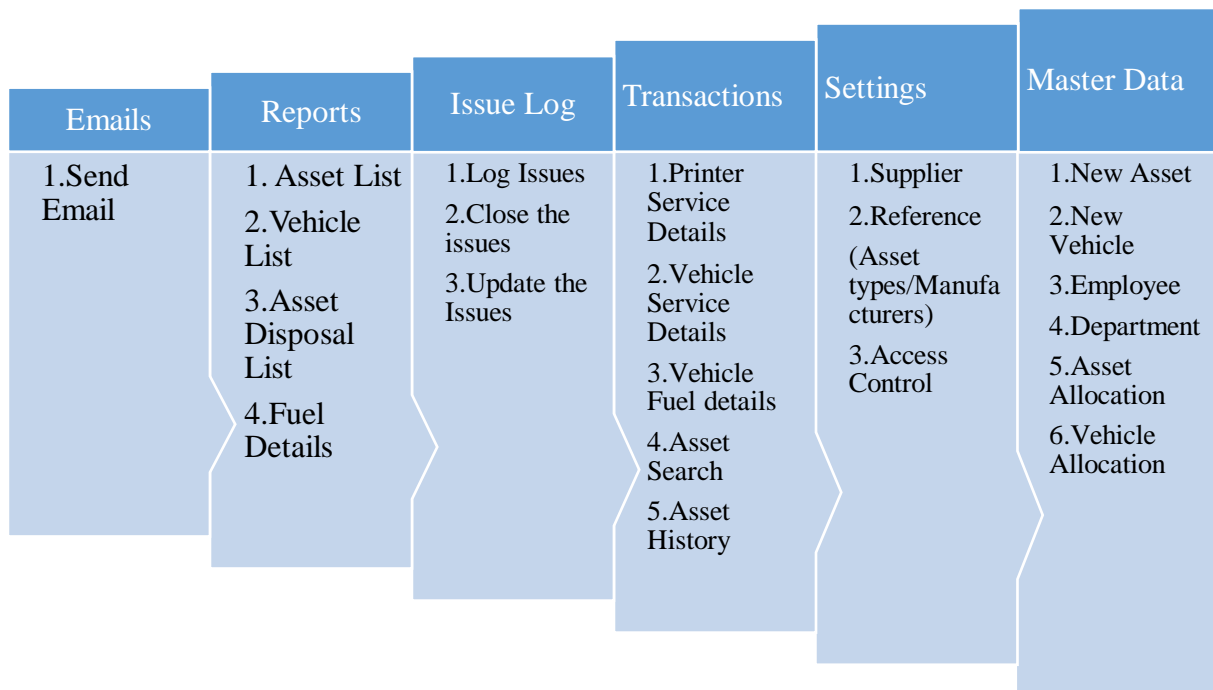 Emails
1.Send
Email
Reports
1. Asset List
2.Vehicle
List
3.Asset
Disposal
List
4.Fuel
Details
Issue Log
1.Log Issues
2.Close the
issues
3.Update the
Issues
Transactions
1.Printer
Service
Details
2.Vehicle
Service
Details
3.Vehicle
Fuel details
4.Asset
Search
5.Asset
History
Settings
1.Supplier
2.Reference
(Asset
types/Manufa
cturers)
3.Access
Control
Master Data
1.New Asset
2.New
Vehicle
3.Employee
4.Department
5.Asset
Allocation
6.Vehicle
Allocation